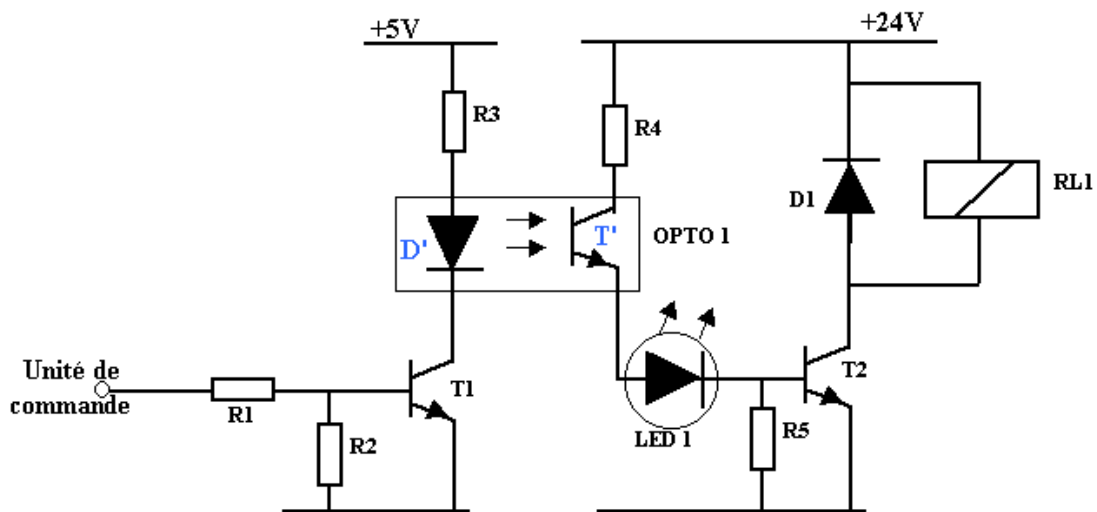 +5V
+24V
R3
R4
D1
RL1
D'
T'
OPTO 1
Unité de
commande
R1
R2
T1
LED 1
R5
T2